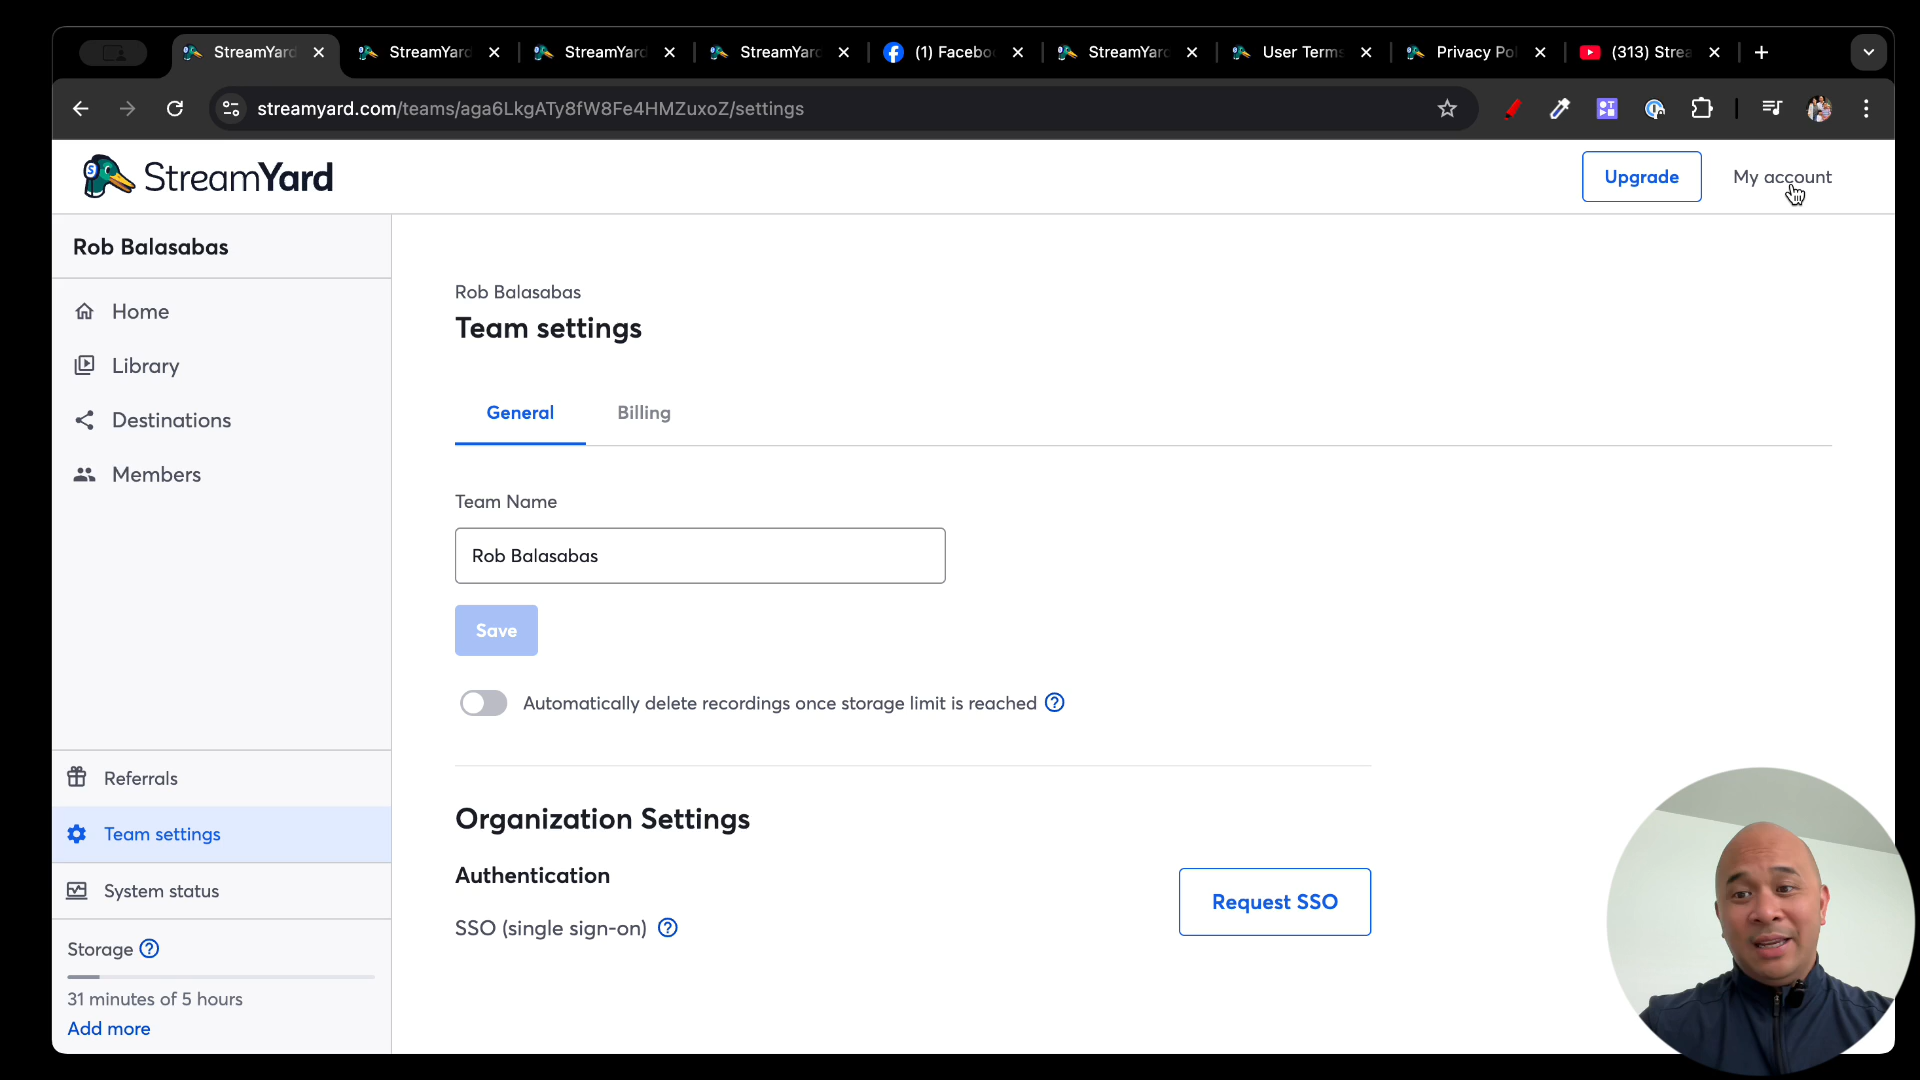 StreamYard
StreamYard
StreamYard
StreamYard
(1) Facebo
StreamYard
User Terms
Privacy Pol
(313) Strea
streamyard.com/teams/aga6LkgATy8fW8Fe4HMZuxoZ/settings
StreamYard
Upgrade
My account
Rob Balasabas
Home
Library
Destinations
Members
Referrals
Team settings
System status
Storage
31 minutes of 5 hours
Add more
Rob Balasabas
Team settings
General
Billing
Team Name
Rob Balasabas
Save
Automatically delete recordings once storage limit is reached
Organization Settings
Authentication
SSO (single sign-on)
Request SSO